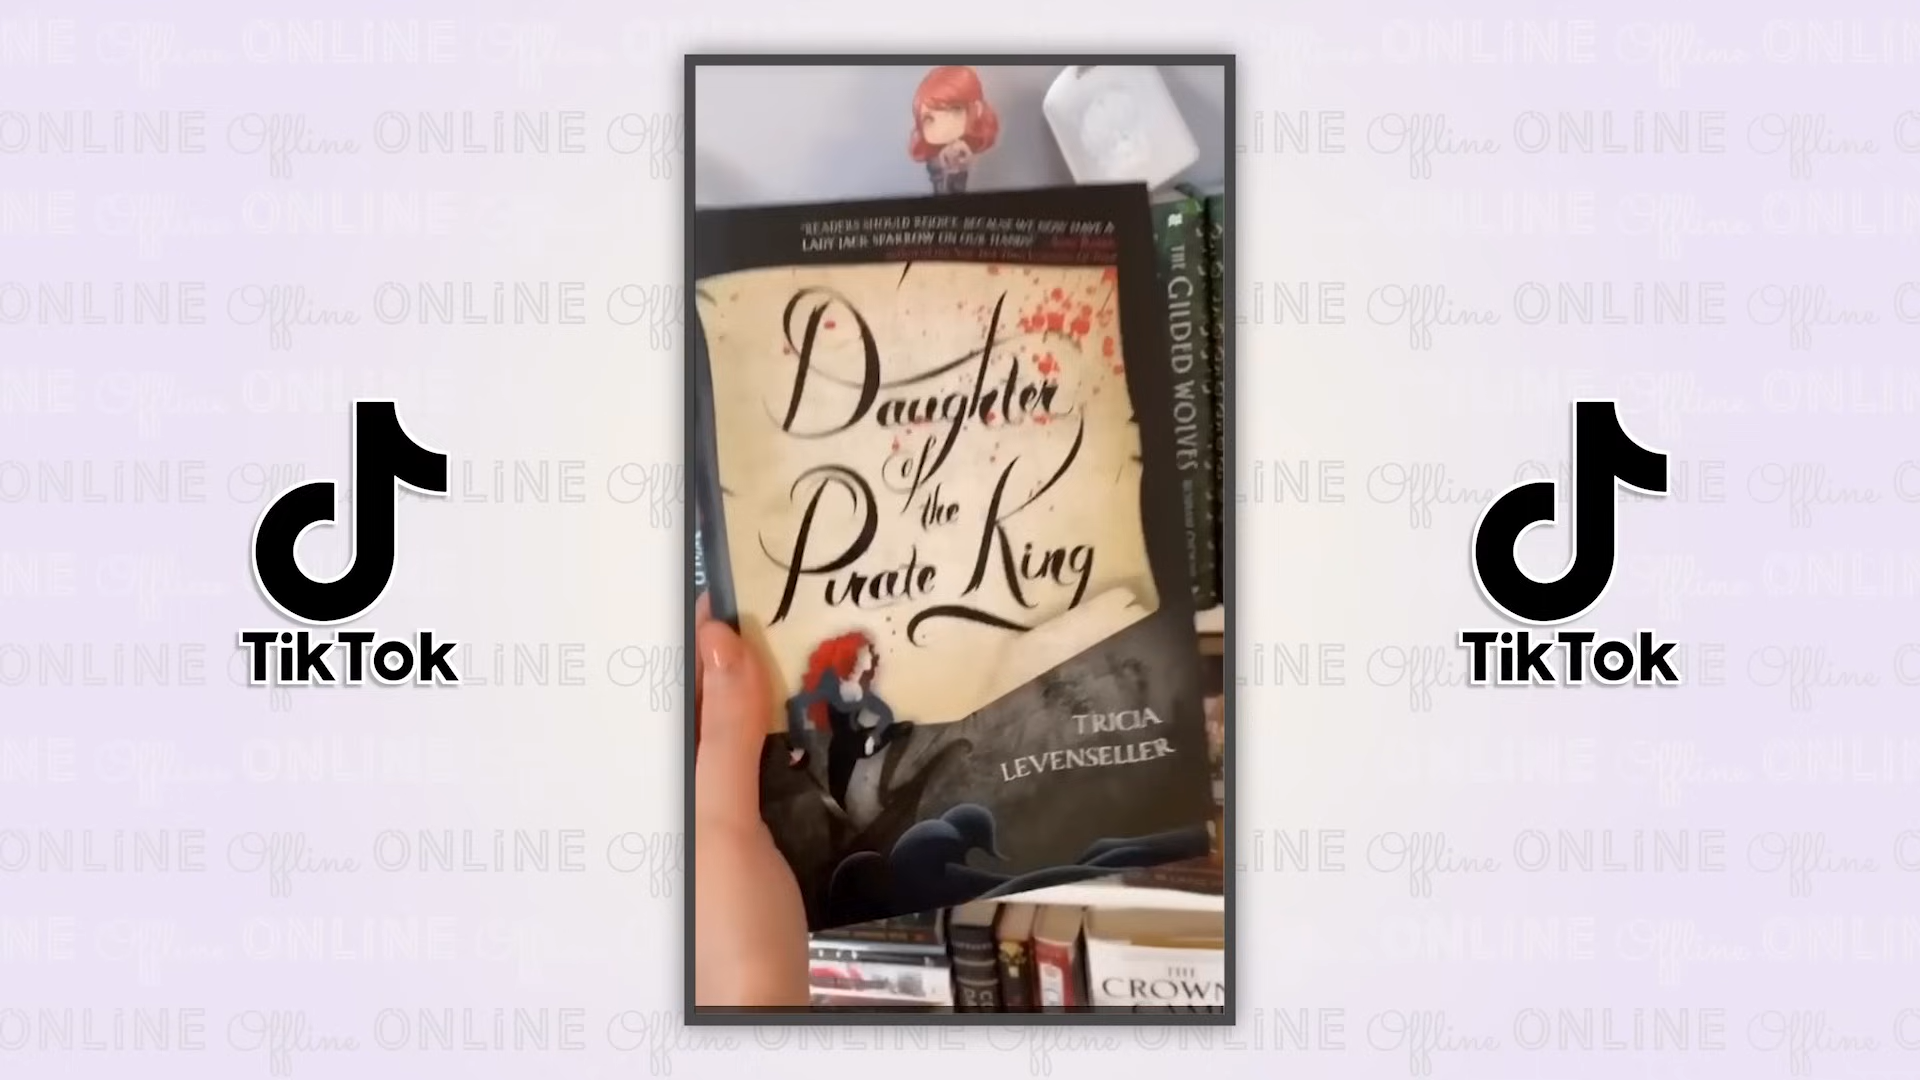 "READERS SHOULD REJOICE BECAUSE WE NOW HAVE A
LADY JACK SPARROW ON OUR HANDS."
Daughter
of
the
Pirate King
TRICIA
LEVENSELLER
THE GILDED WOLVES
THE
CROWN
TikTok
TikTok
ONLINE Offline ONLINE Offline